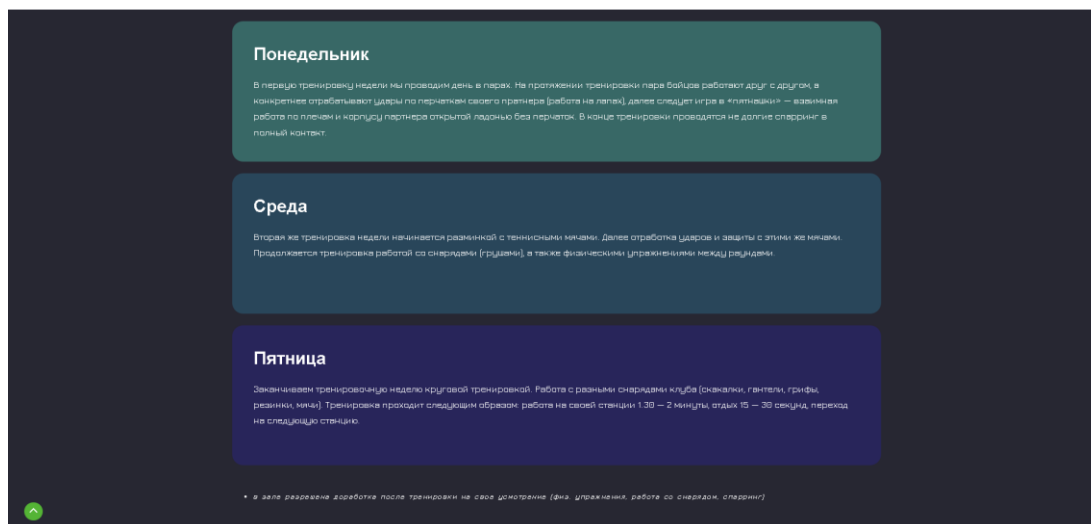 Понедельник
В первую тренировку недели мы проводим день в парах. На протяжении тренировки пара бойцов работают друг с другом, а
конкретнее отрабатывают удары по перчаткам своего пратнера (работа на лапах), далее следует игра в «пятнашки» — взаимная
работа по плечам и корпусу партнера открытой ладонью без перчаток. В конце тренировки проводятся не долгие спарринг в
полный контакт.
Среда
Вторая же тренировка недели начинается разминкой с теннисными мячами. Далее отработка ударов и защиты с этими же мячами.
Продолжается тренировка работой со снарядами (грушами), а также физическими упражнениями между раундами.
Пятница
Заканчиваем тренировочную неделю круговой тренировкой. Работа с разными снарядами клуба (скакалки, гантели, грифы,
резинки, мячи). Тренировка проходит следующим образом: работа на своей станции 1.30 — 2 минуты, отдых 15 — 30 секунд, переход
на следующую станцию.
• в зале разрешена доработка после тренировки на свое усмотрение (физ. упражнения, работа со снарядом, спарринг)